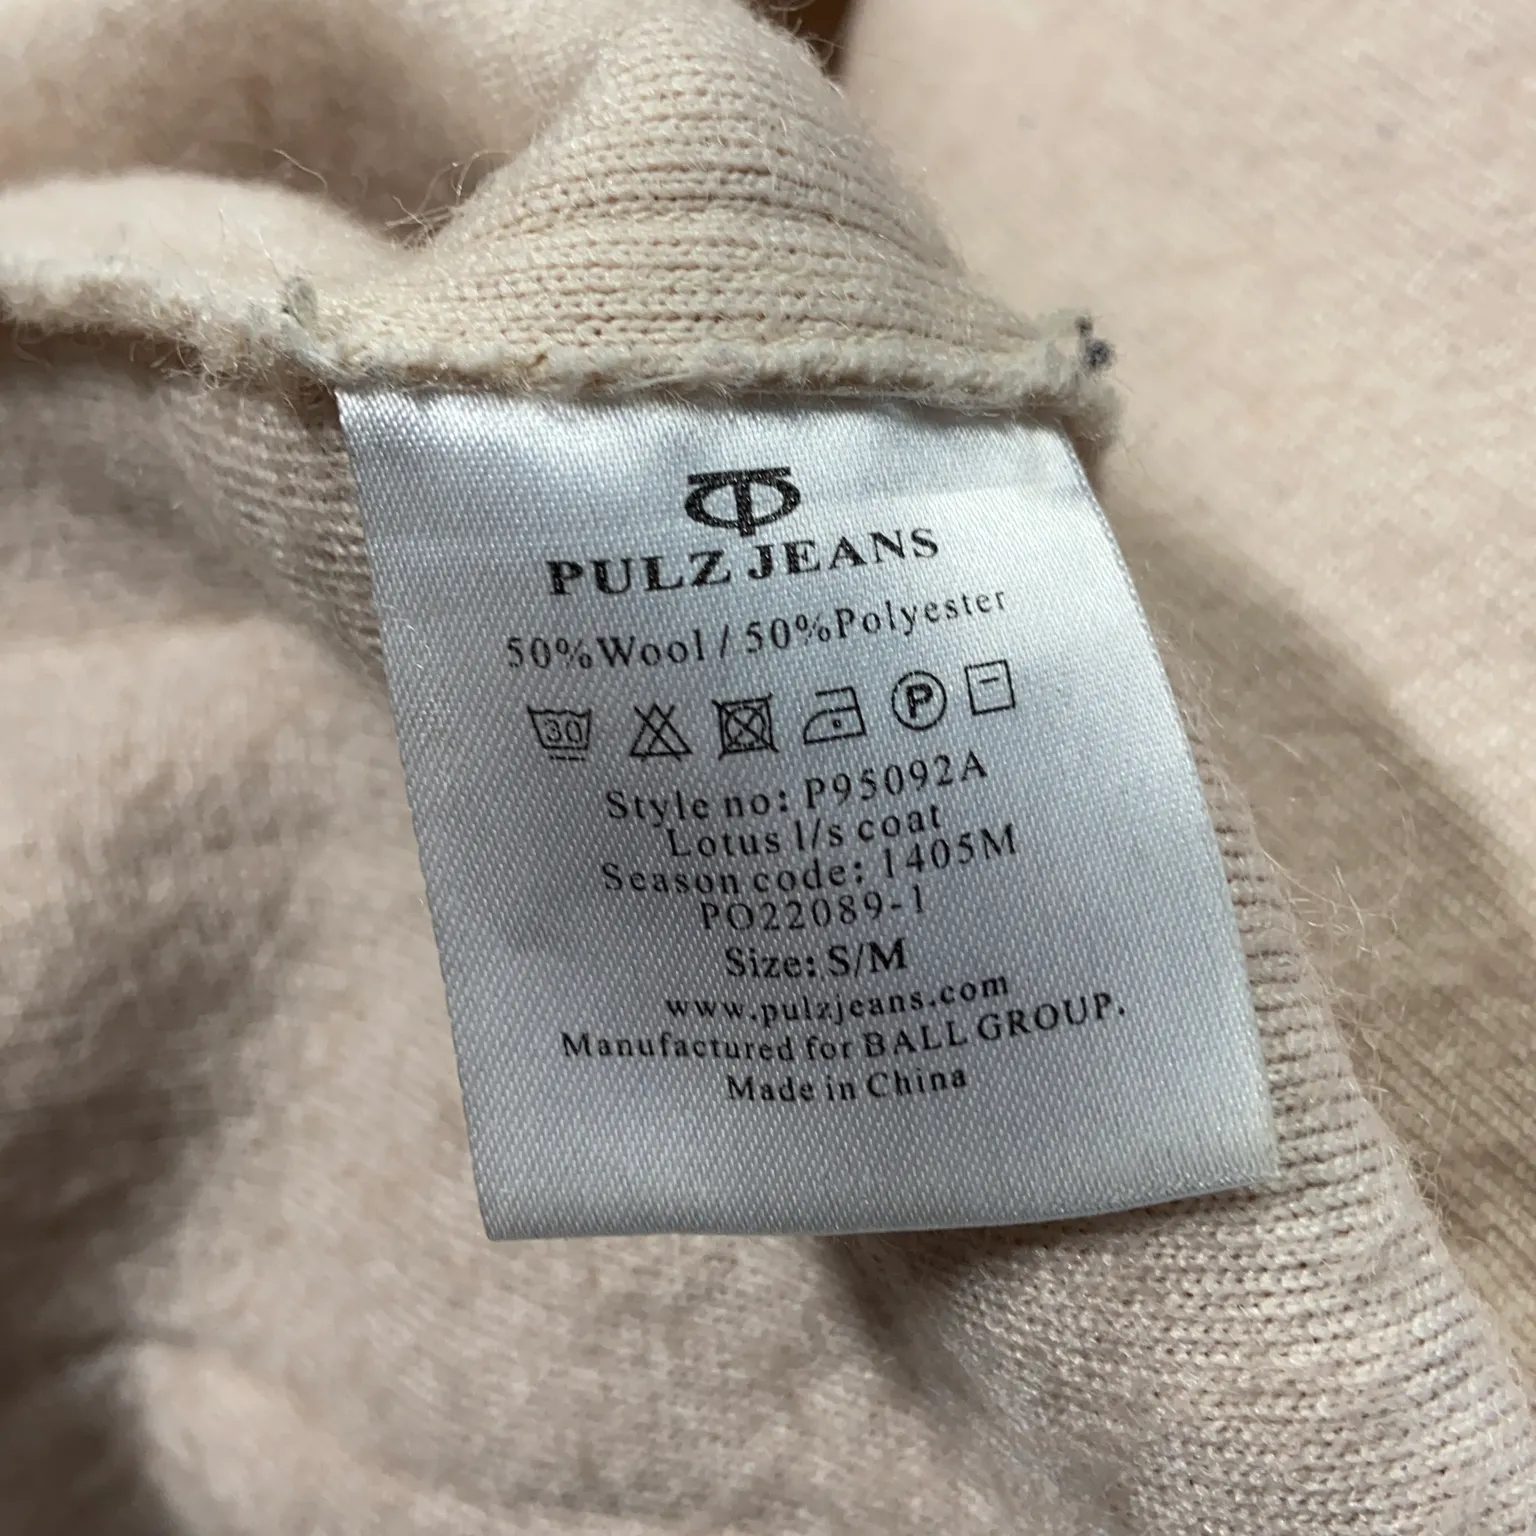 PULZ JEANS
50%Wool / 50%Polyester
30 P
Style no: P95092A
Lotus l/s coat
Season code: 1405M
PO22089-1
Size: S/M
www.pulzjeans.com
Manufactured for BALL GROUP.
Made in China